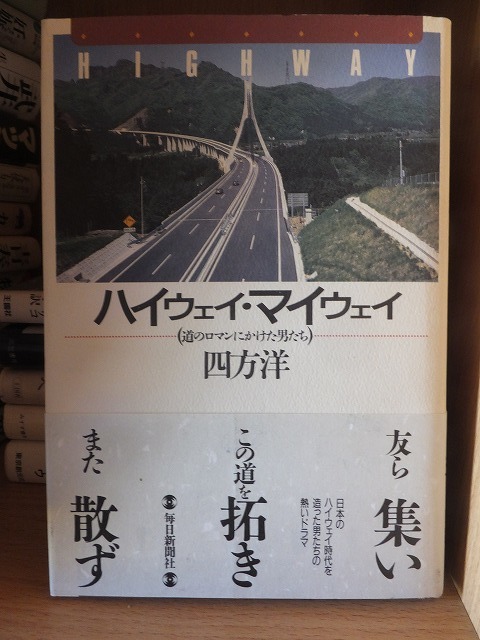 HIGHWAY
ハイウェイ・マイウェイ
(道のロマンにかけた男たち)
四方洋
友ら集い
日本の
ハイウェイ時代を
造った男たちの
熱いドラマ
この道を拓き
毎日新聞社
また散ず